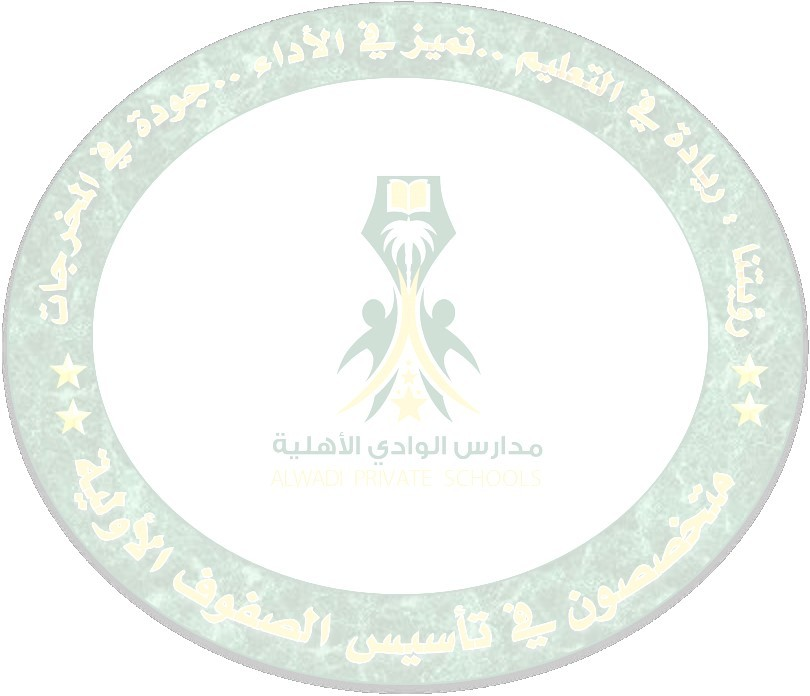 رؤيتنا : ريادة في التعليم ..تميز في الأداء ..جودة في المخرجات
مدارس الوادي الأهلية
ALWADI PRIVATE SCHOOLS
متخصصون في تأسيس الصفوف الأولية